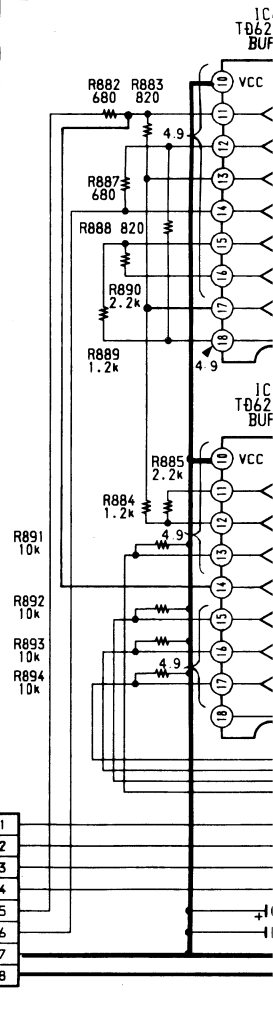 IC
TD62
BUF
R882
680
R883
820
10
VCC
11
4.9
12
13
R887
680
14
R888 820
15
16
R890
2.2k
17
18
R889
1.2k
4.9
IC
TD62
BUF
10
VCC
R885
2.2k
11
R884
1.2k
12
R891
10k
4.9
13
14
R892
10k
15
R893
10k
16
R894
10k
4.9
17
18
1
2
3
4
5
6
7
8
+